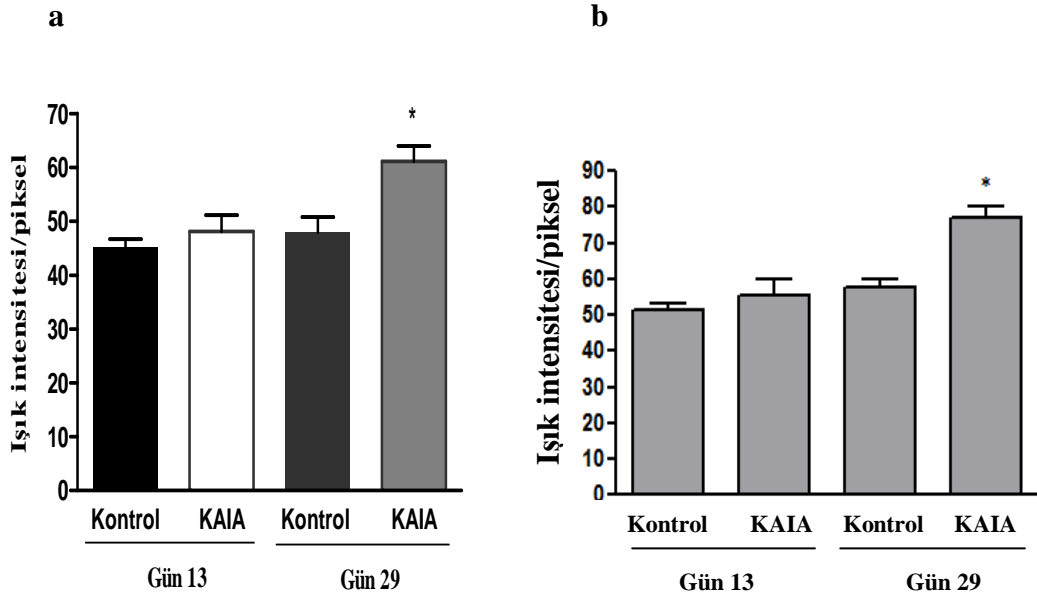 a
b
Işık intensitesi/piksel
70
60
50
40
30
20
10
0
*
Kontrol KAIA Kontrol KAIA
Gün 13 Gün 29
Işık intensitesi/piksel
90
80
70
60
50
40
30
20
10
0
*
Kontrol KAIA Kontrol KAIA
Gün 13 Gün 29